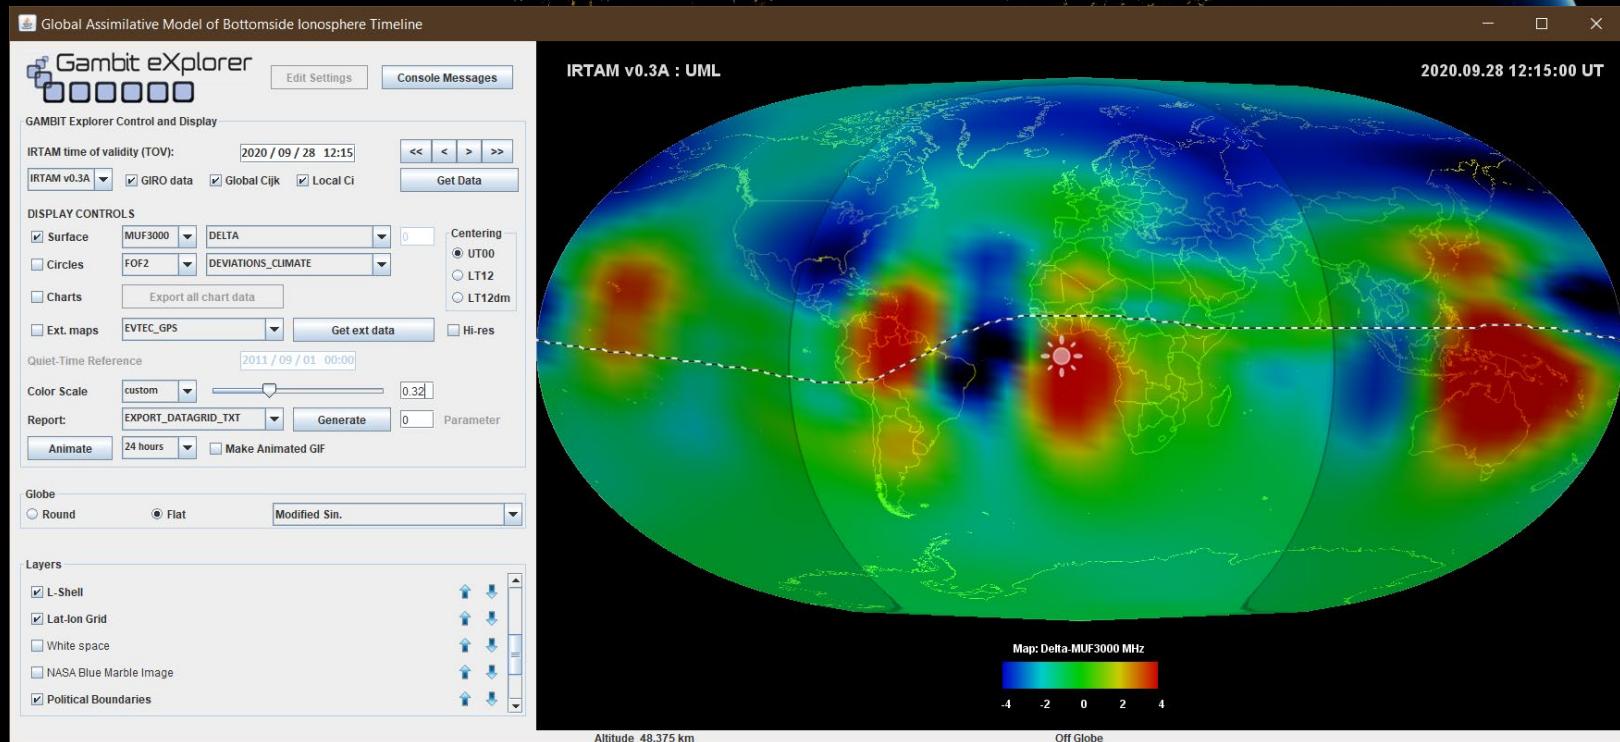 Global Assimilative Model of Bottomside Ionosphere Timeline
Gambit eXplorer
Edit Settings
Console Messages
GAMBIT Explorer Control and Display
IRTAM time of validity (TOV):
2020 / 09 / 28 12:15
<< < > >>
IRTAM v0.3A
GIRO data
Global Cijk
Local Ci
Get Data
DISPLAY CONTROLS
Surface
MUF3000
DELTA
0
Circles
FOF2
DEVIATIONS_CLIMATE
Centering
UT00
LT12
LT12dm
Charts
Export all chart data
Ext. maps
EVTEC_GPS
Get ext data
Hi-res
Quiet-Time Reference
2011 / 09 / 01 00:00
Color Scale
custom
0.32
Report:
EXPORT_DATAGRID_TXT
Generate
0
Parameter
Animate
24 hours
Make Animated GIF
Globe
Round
Flat
Modified Sin.
Layers
L-Shell
Lat-lon Grid
White space
NASA Blue Marble Image
Political Boundaries
IRTAM v0.3A : UML
2020.09.28 12:15:00 UT
Map: Delta-MUF3000 MHz
-4 -2 0 2 4
Altitude 48,375 km
Off Globe